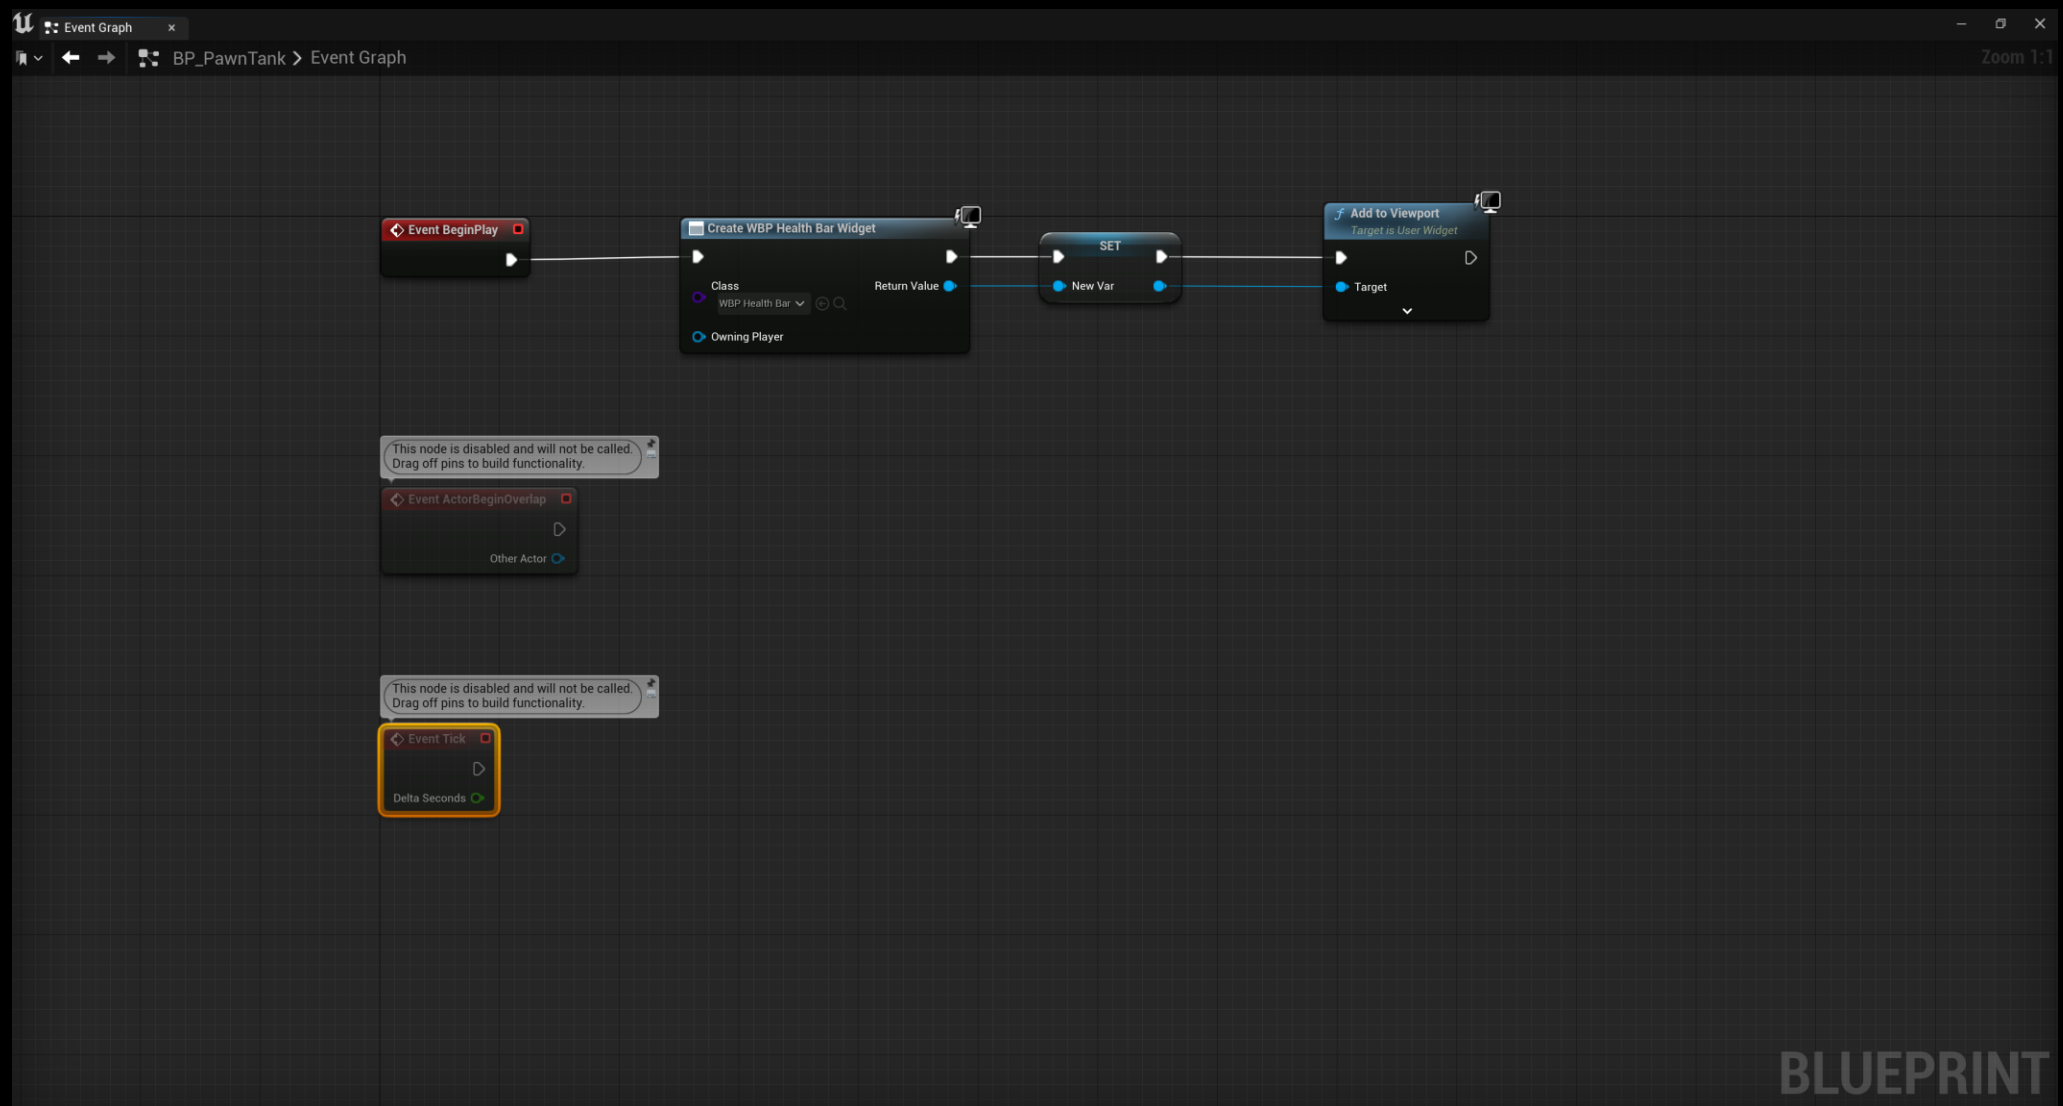 Event Graph
BP_PawnTank > Event Graph
Zoom 1:1
Event BeginPlay
Create WBP Health Bar Widget
Class
WBP Health Bar
Return Value
Owning Player
SET
New Var
Add to Viewport
Target is User Widget
Target
This node is disabled and will not be called.
Drag off pins to build functionality.
Event ActorBeginOverlap
Other Actor
This node is disabled and will not be called.
Drag off pins to build functionality.
Event Tick
Delta Seconds
BLUEPRINT